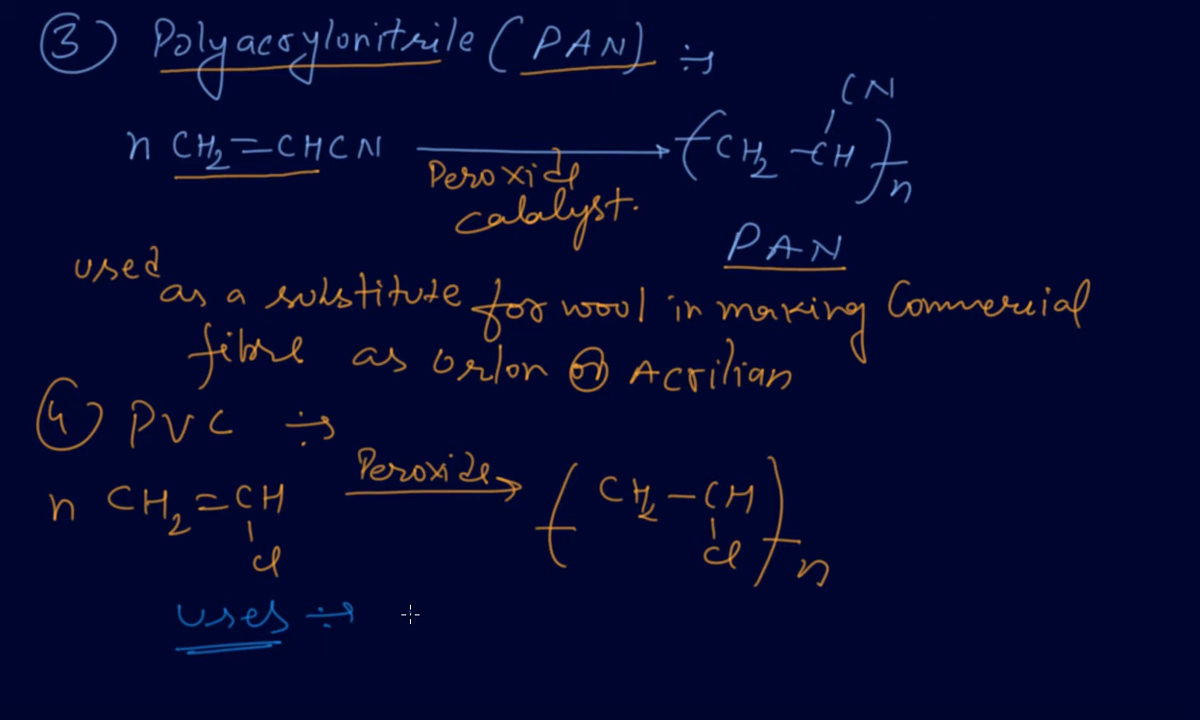 ③ Polyacrylonitrile (PAN) :-
CN
n CH₂=CHCN → (CH₂-CH)n
Peroxide
catalyst.
PAN
used
as a substitute for wool in making Commercial
fibre as orlon or Acrilian
④ PVC :-
Peroxide
n CH₂=CH → (CH₂-CH)n
Cl Cl
uses :-